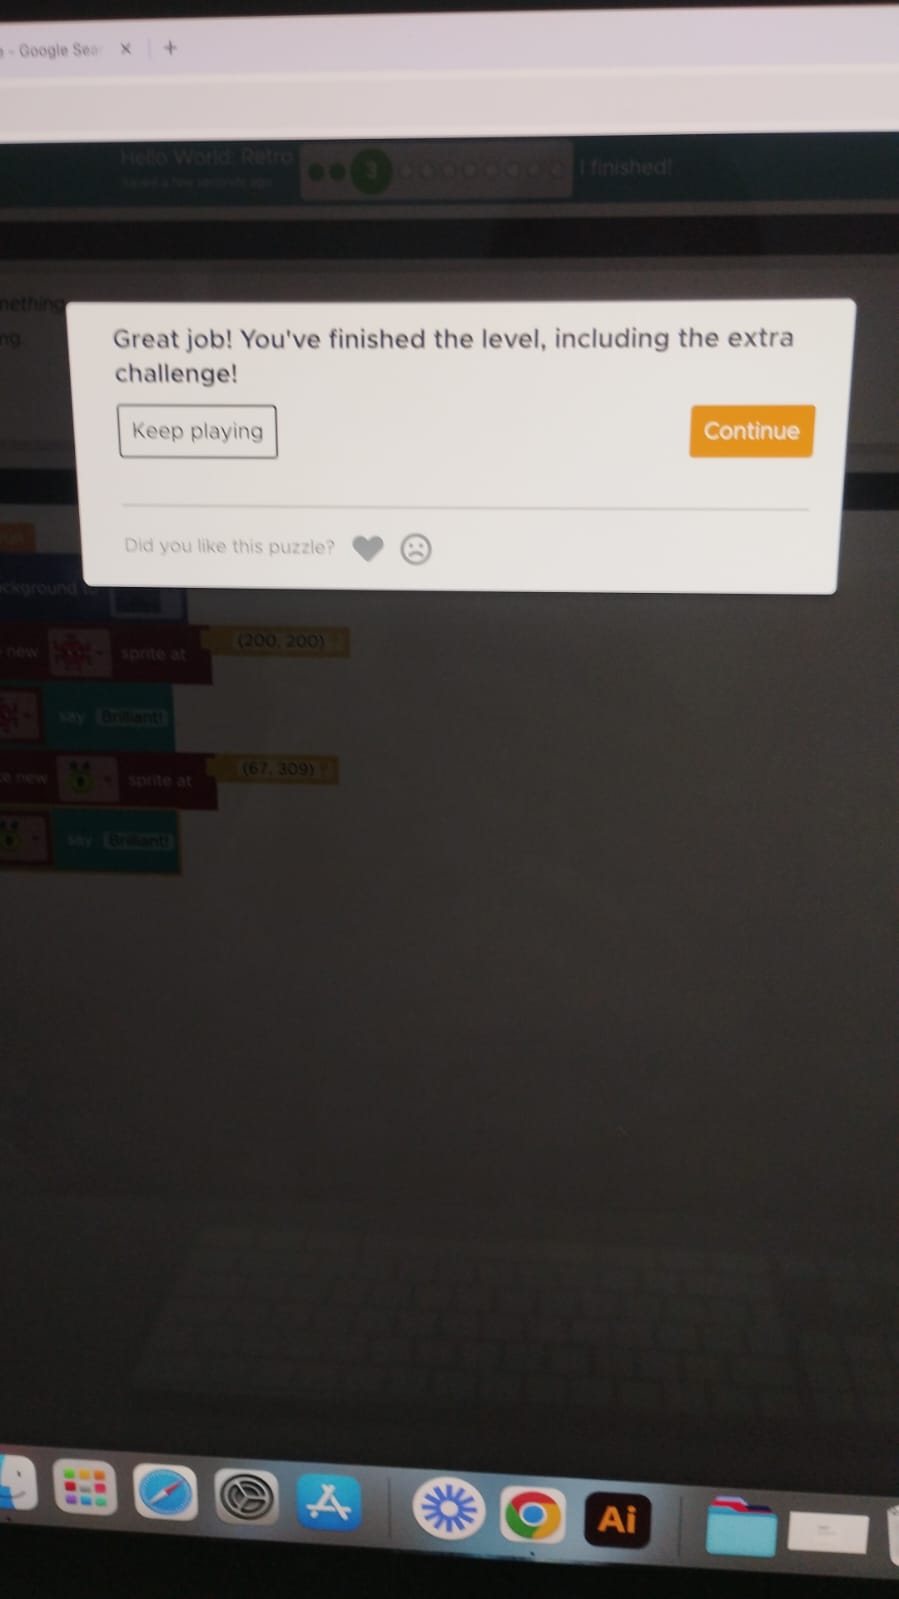 - Google Sea
Hello World: Retro
Saved a few seconds ago
3
I finished!
nething
ng.
Great job! You've finished the level, including the extra
challenge!
Keep playing
Continue
Did you like this puzzle?
ckground to
new sprite at (200, 200)
say Brilliant!
e new sprite at (67, 309)
say Brilliant!
Ai